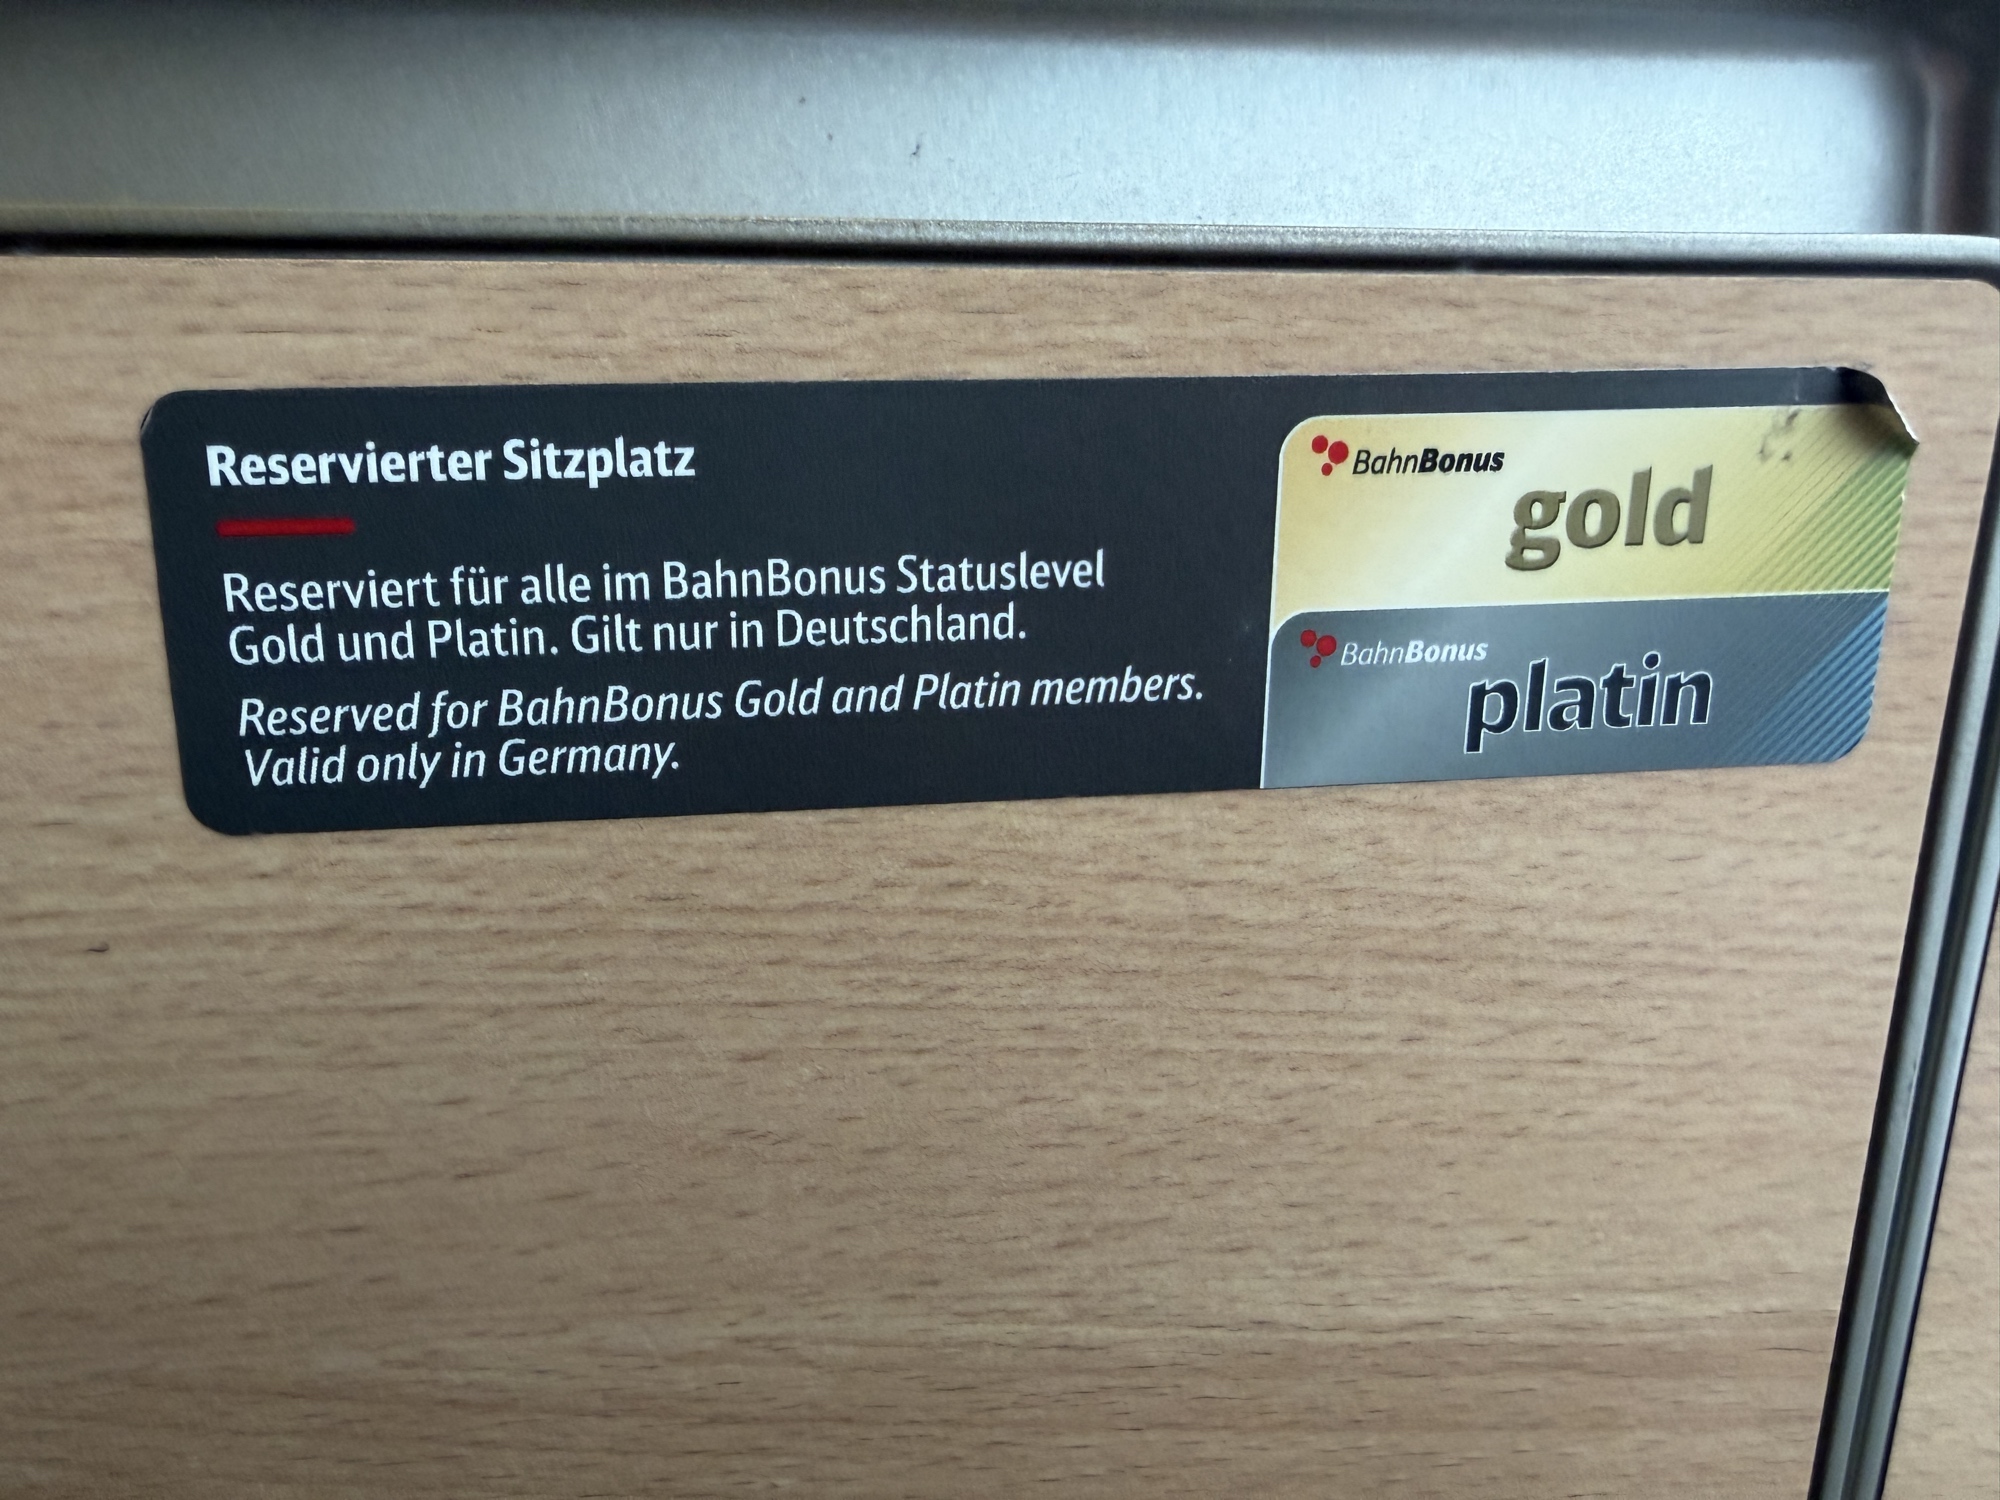 Reservierter Sitzplatz
Reserviert für alle im BahnBonus Statuslevel
Gold und Platin. Gilt nur in Deutschland.
Reserved for BahnBonus Gold and Platin members.
Valid only in Germany.
BahnBonus
gold
BahnBonus
platin